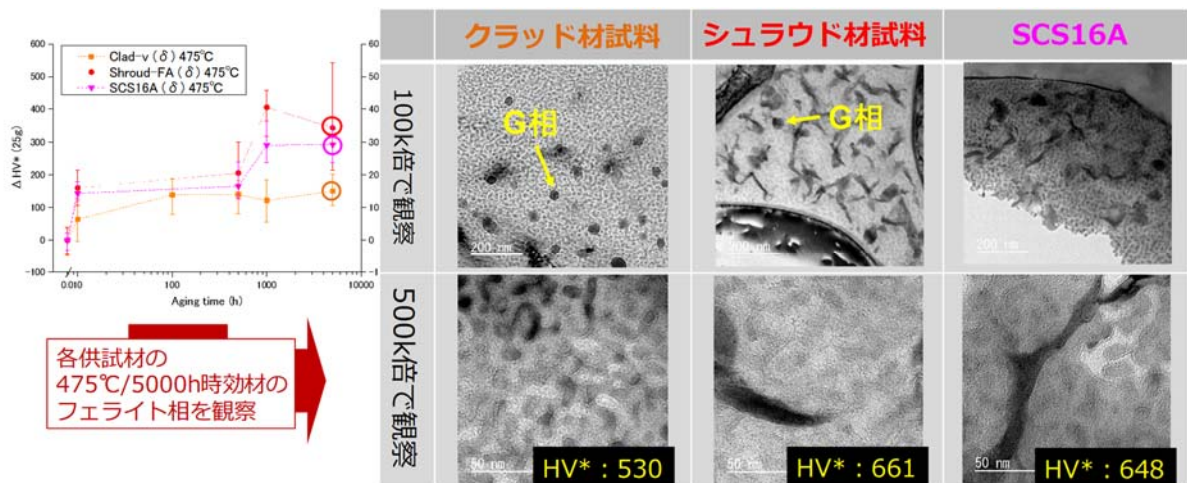 600
500
400
300
200
100
0
-100
ΔHV* (25g)
Clad-v (δ) 475℃
Shroud-FA (δ) 475℃
SCS16A (δ) 475℃
60
50
40
30
20
10
0
0.010
100
1000
10000
Aging time (h)
各供試材の
475℃/5000h時効材の
フェライト相を観察
クラッド材試料
シュラウド材試料
SCS16A
100k倍で観察
G相
200 nm
G相
200 nm
200 nm
500k倍で観察
50 nm
HV*：530
50 nm
HV*：661
50 nm
HV*：648